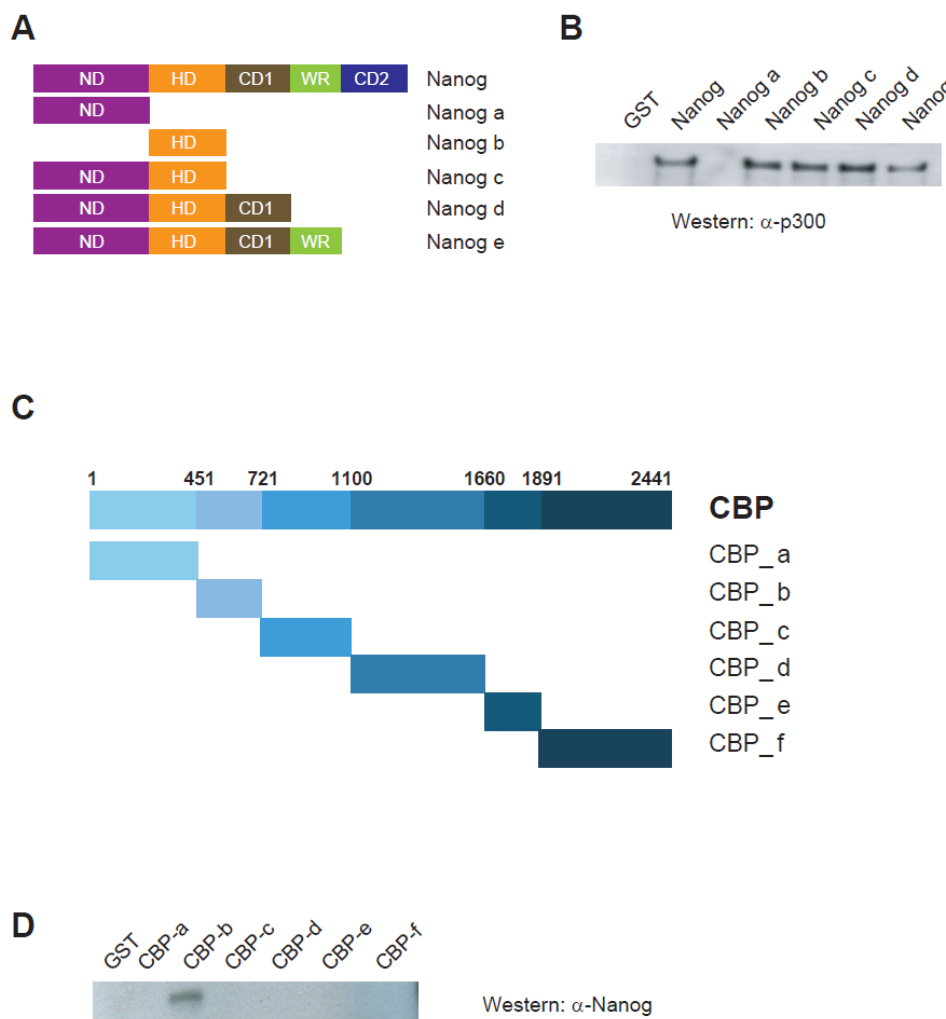 A
ND HD CD1 WR CD2 Nanog
ND Nanog a
HD Nanog b
ND HD Nanog c
ND HD CD1 Nanog d
ND HD CD1 WR Nanog e
B
GST Nanog Nanog a Nanog b Nanog c Nanog d Nanog
Western: α-p300
C
1 451 721 1100 1660 1891 2441
CBP
CBP_a
CBP_b
CBP_c
CBP_d
CBP_e
CBP_f
D
GST CBP-a CBP-b CBP-c CBP-d CBP-e CBP-f
Western: α-Nanog